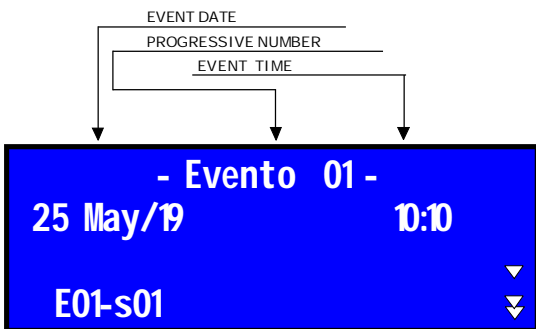 EVENT DATE
PROGRESSIVE NUMBER
EVENT TIME
- Evento 01 -
25 May/19 10:10
E01-s01